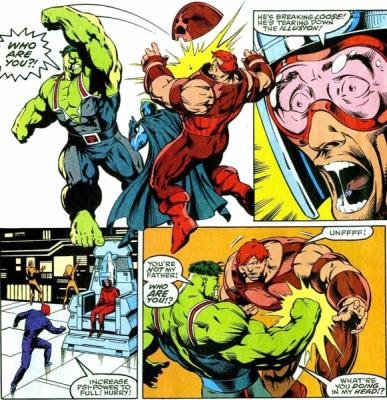 WHO
ARE
YOU?!
HE'S BREAKING LOOSE!
HE'S TEARING DOWN
THE ILLUSION!
INCREASE
PSI-POWER TO
FULL! HURRY!
YOU'RE
NOT MY
FATHER!
WHO ARE
YOU!?
UNFFFF!
WHAT'RE
YOU DOING
IN MY HEAD!?